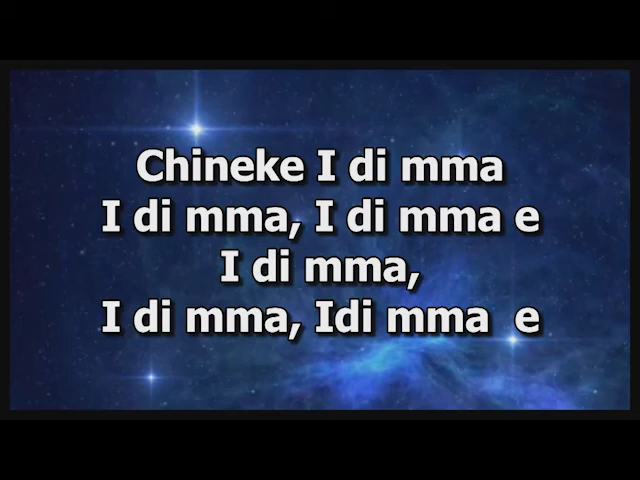 Chineke I di mma
I di mma, I di mma e
I di mma,
I di mma, Idi mma  e